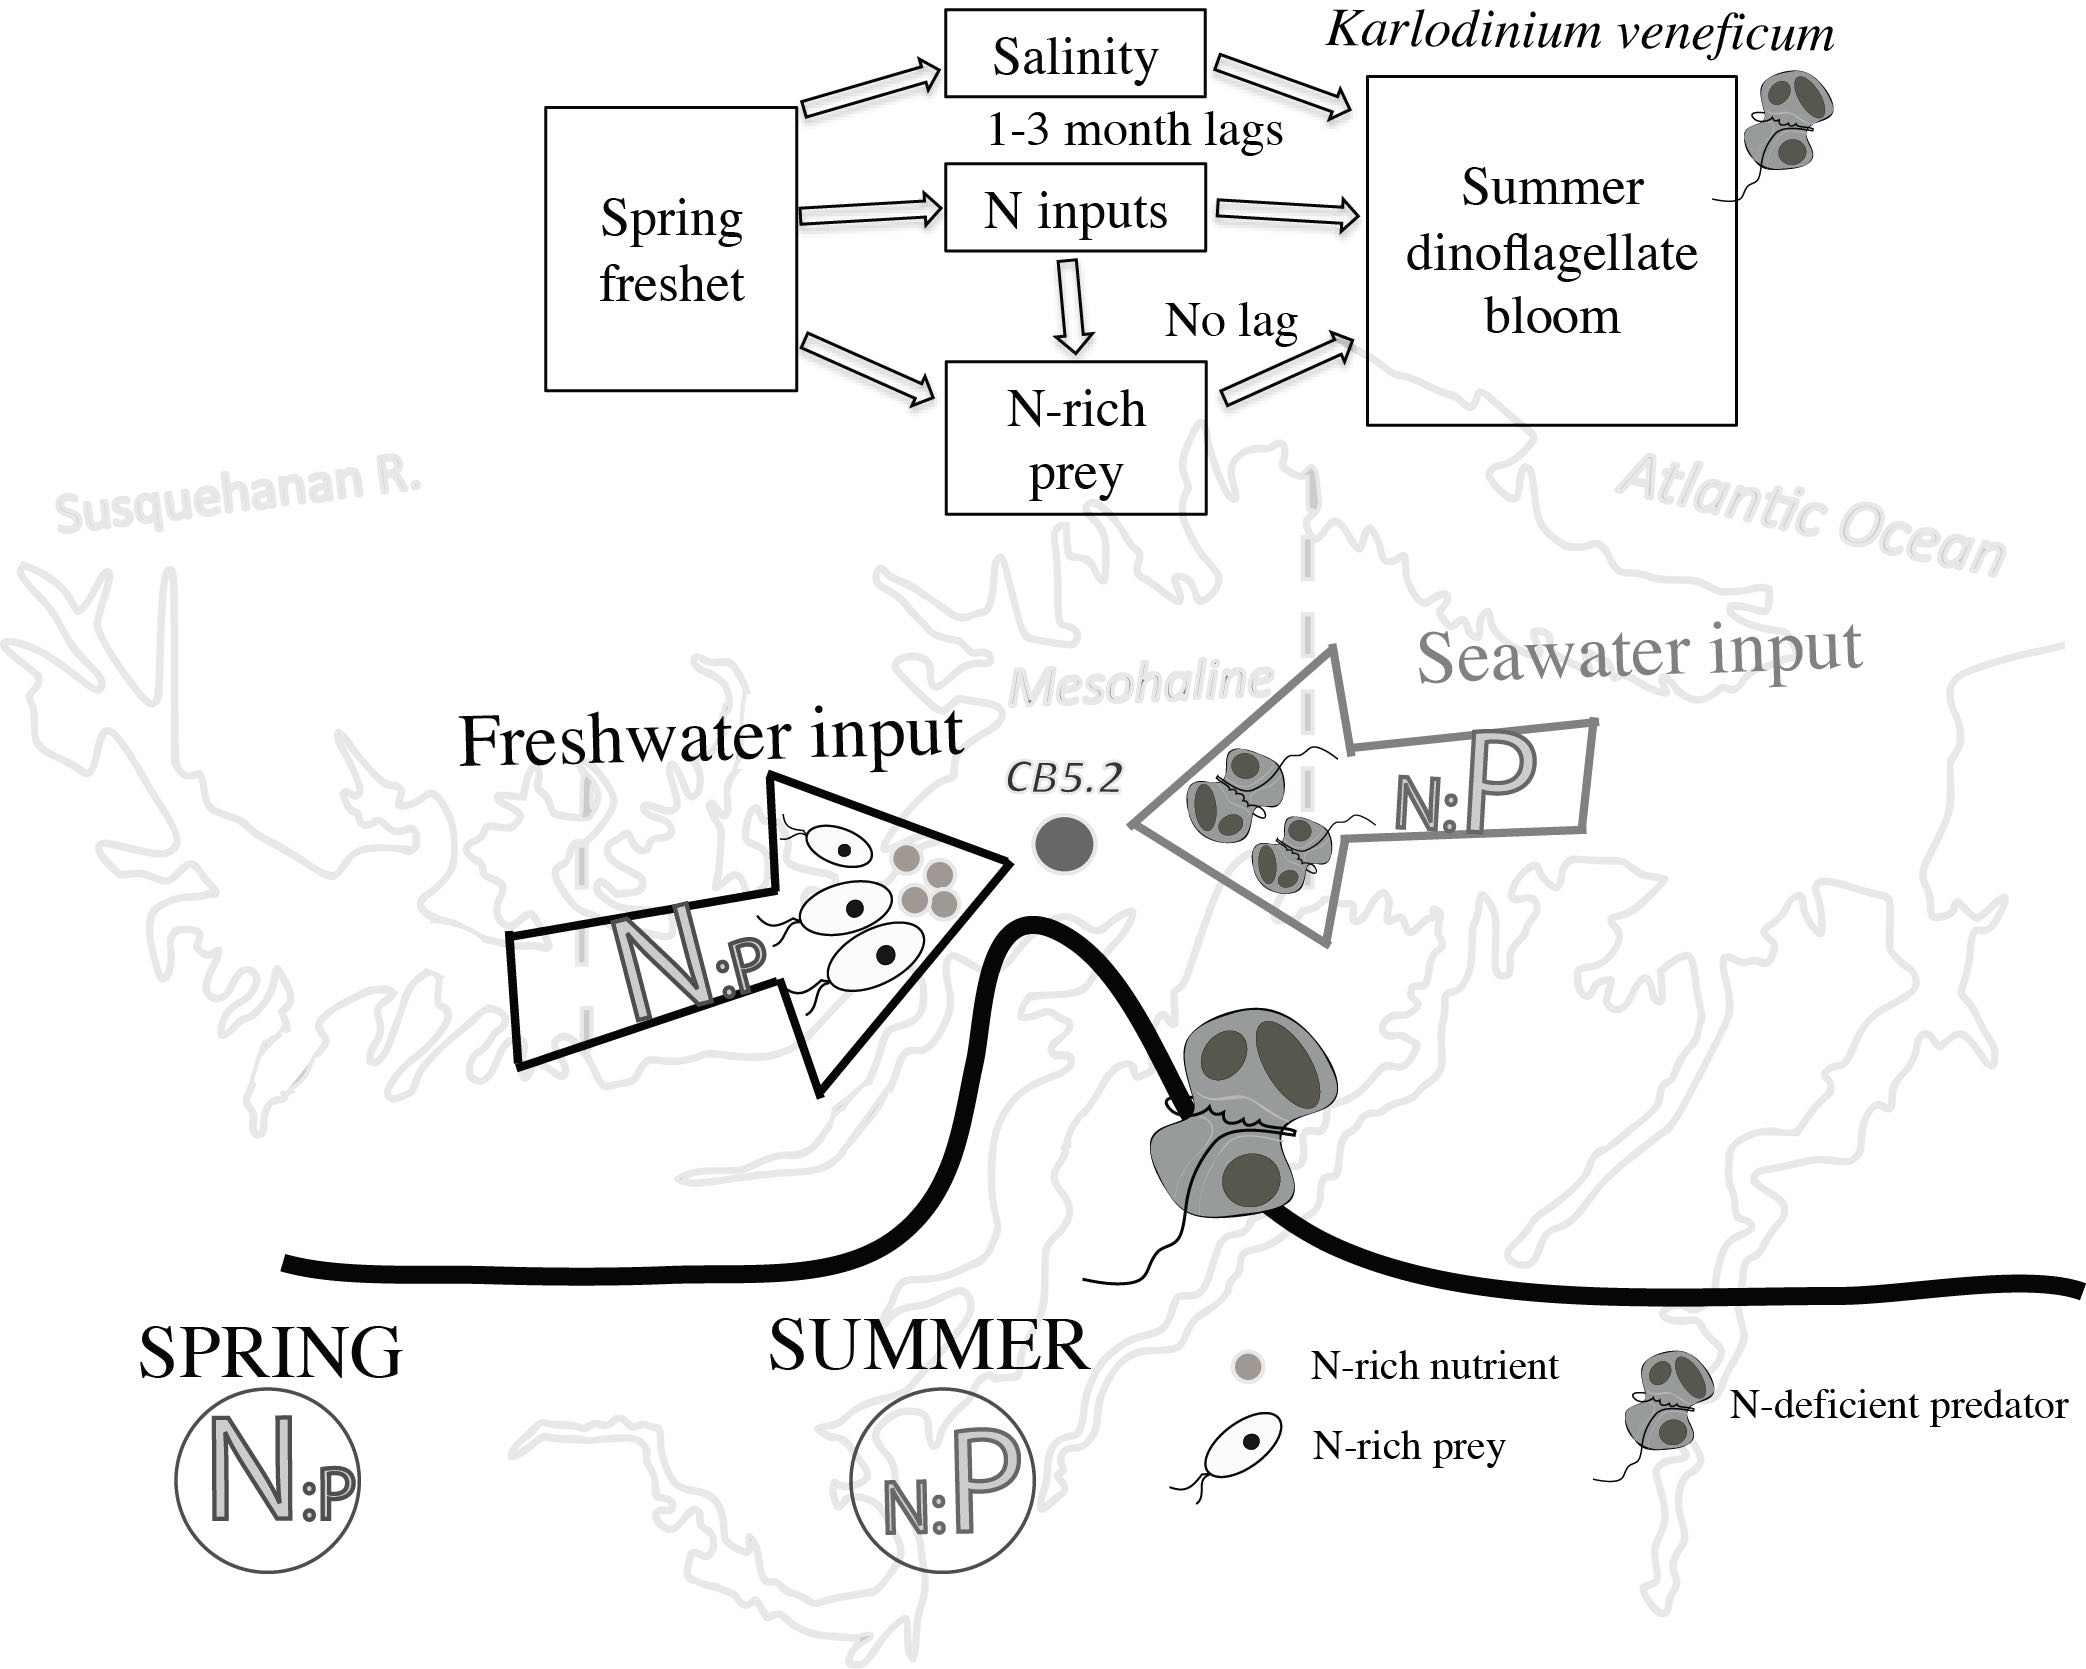 Karlodinium veneficum
Salinity
1-3 month lags
Spring
freshet
N inputs
Summer
dinoflagellate
bloom
No lag
N-rich
prey
Susquehanan R.
Atlantic Ocean
Mesohaline
Seawater input
Freshwater input
CB5.2
N:P
N:P
SPRING
SUMMER
N:P
N:P
N-rich nutrient
N-rich prey
N-deficient predator